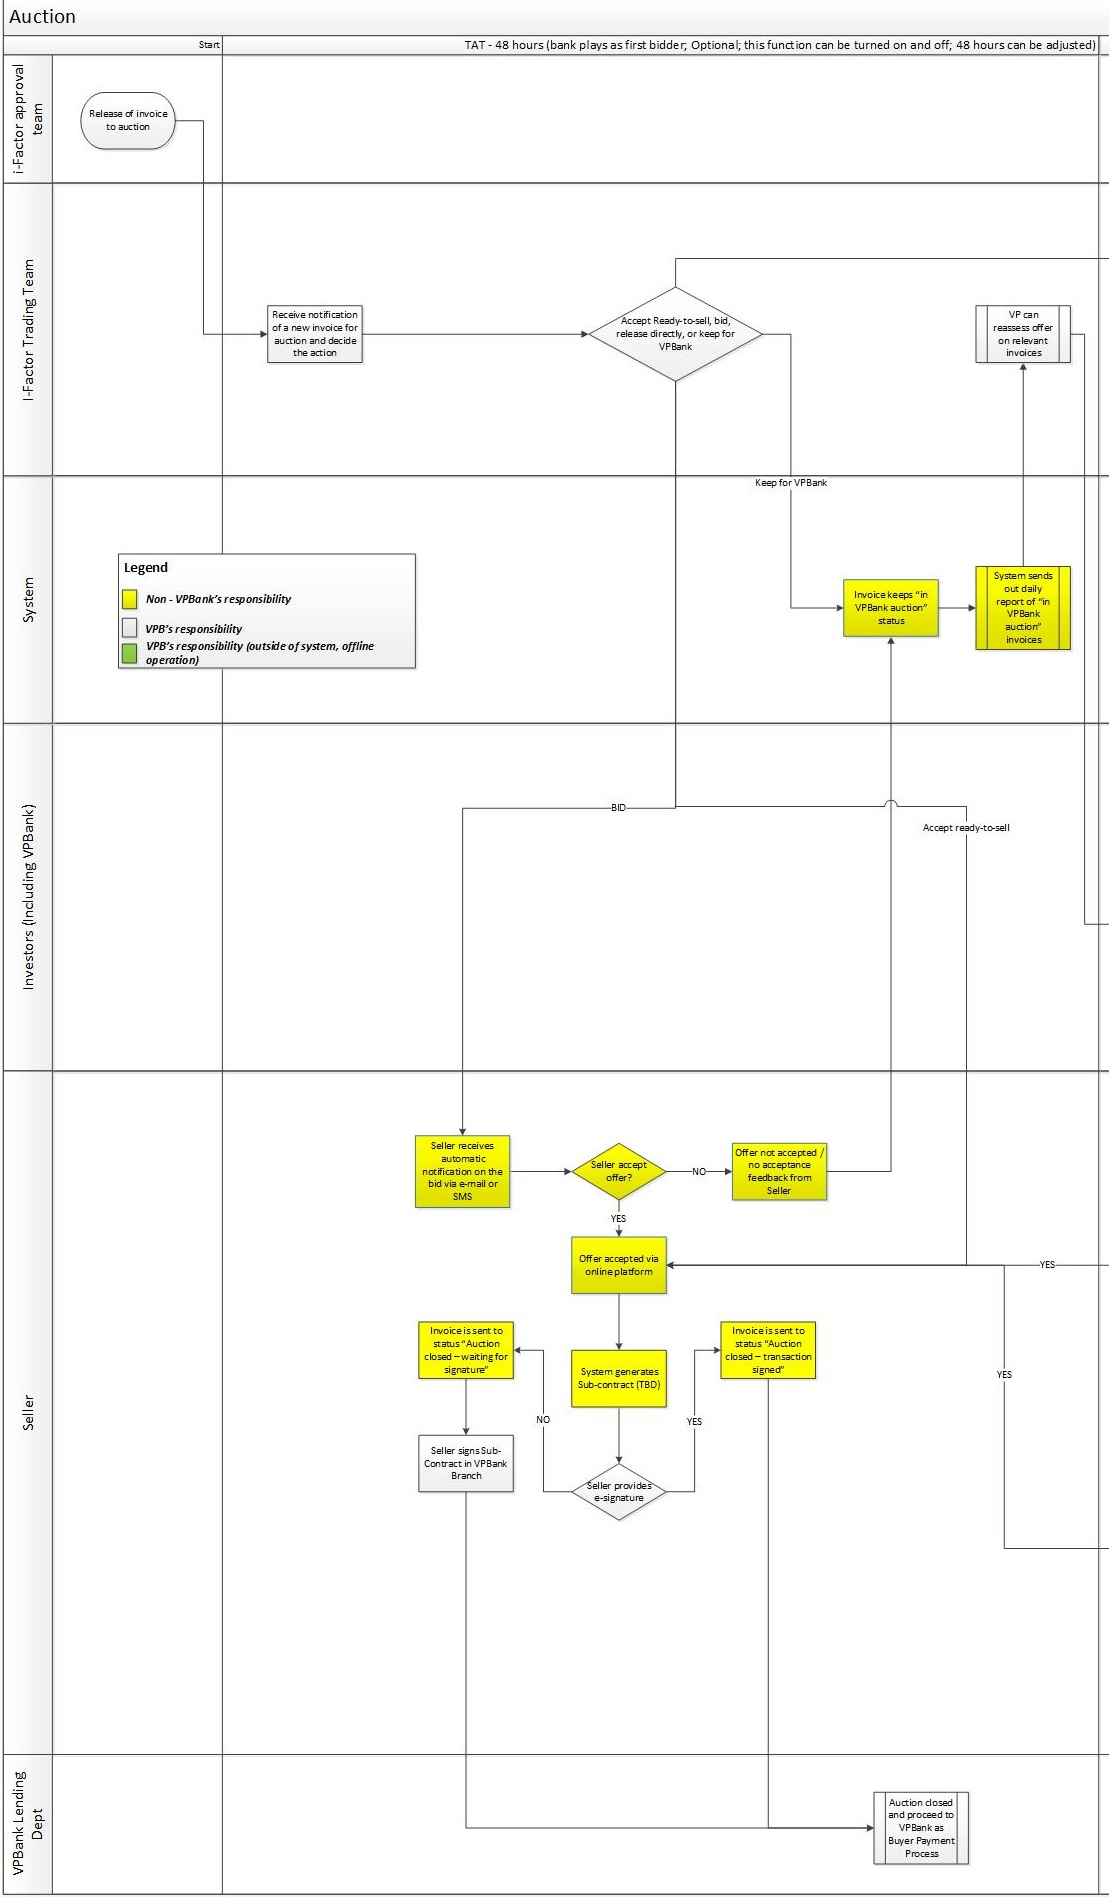 Auction
Start
TAT - 48 hours (bank plays as first bidder; Optional; this function can be turned on and off; 48 hours can be adjusted)
i-Factor approval
team
Release of invoice
to auction
I-Factor Trading Team
Receive notification
of a new invoice for
auction and decide
the action
Accept Ready-to-sell, bid,
release directly, or keep for
VPBank
VP can
reassess offer
on relevant
invoices
System
Keep for VPBank
Legend
Non - VPBank's responsibility
VPB's responsibility
VPB's responsibility (outside of system, offline
operation)
Invoice keeps "in
VPBank auction"
status
System sends
out daily
report of "in
VPBank
auction"
invoices
Investors (Including VPBank)
BID
Accept ready-to-sell
Seller
Seller receives
automatic
notification on the
bid via e-mail or
SMS
Seller accept
offer?
NO
Offer not accepted /
no acceptance
feedback from
Seller
YES
Offer accepted via
online platform
YES
Invoice is sent to
status "Auction
closed – waiting for
signature"
System generates
Sub-contract (TBD)
Invoice is sent to
status "Auction
closed – transaction
signed"
YES
NO
YES
Seller signs Sub-
Contract in VPBank
Branch
Seller provides
e-signature
VPBank Lending
Dept
Auction closed
and proceed to
VPBank as
Buyer Payment
Process